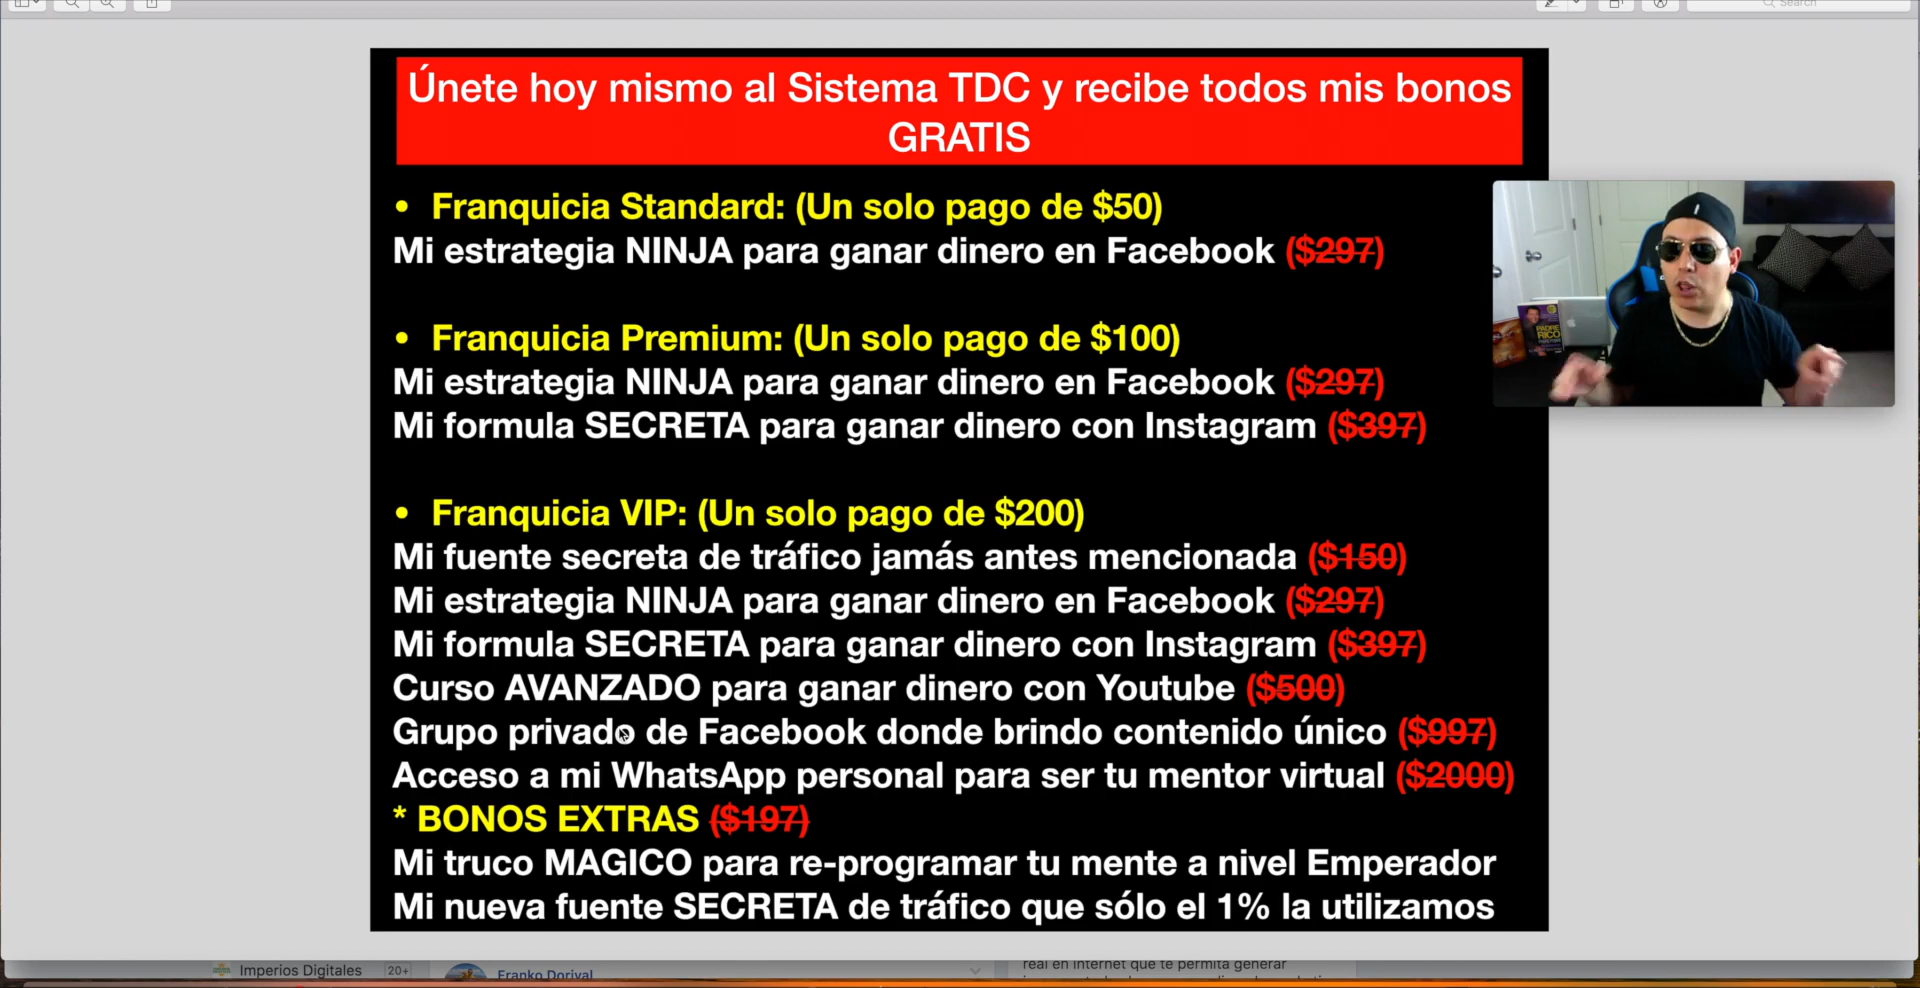 Search
Únete hoy mismo al Sistema TDC y recibe todos mis bonos
GRATIS
• Franquicia Standard: (Un solo pago de $50)
Mi estrategia NINJA para ganar dinero en Facebook ($297)
• Franquicia Premium: (Un solo pago de $100)
Mi estrategia NINJA para ganar dinero en Facebook ($297)
Mi formula SECRETA para ganar dinero con Instagram ($397)
• Franquicia VIP: (Un solo pago de $200)
Mi fuente secreta de tráfico jamás antes mencionada ($150)
Mi estrategia NINJA para ganar dinero en Facebook ($297)
Mi formula SECRETA para ganar dinero con Instagram ($397)
Curso AVANZADO para ganar dinero con Youtube ($500)
Grupo privado de Facebook donde brindo contenido único ($997)
Acceso a mi WhatsApp personal para ser tu mentor virtual ($2000)
* BONOS EXTRAS ($197)
Mi truco MAGICO para re-programar tu mente a nivel Emperador
Mi nueva fuente SECRETA de tráfico que sólo el 1% la utilizamos
PADRE
RICO
Imperios Digitales 20+
Franko Dorival
real en internet que te permita generar